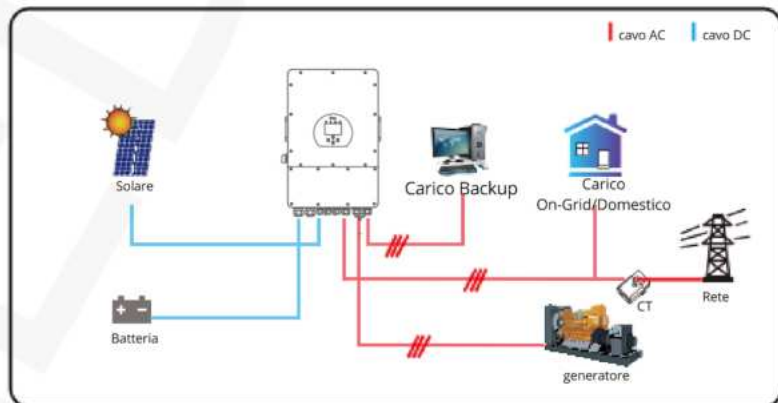 cavo AC
cavo DC
Solare
Carico Backup
Carico
On-Grid/Domestico
CT
Rete
Batteria
generatore